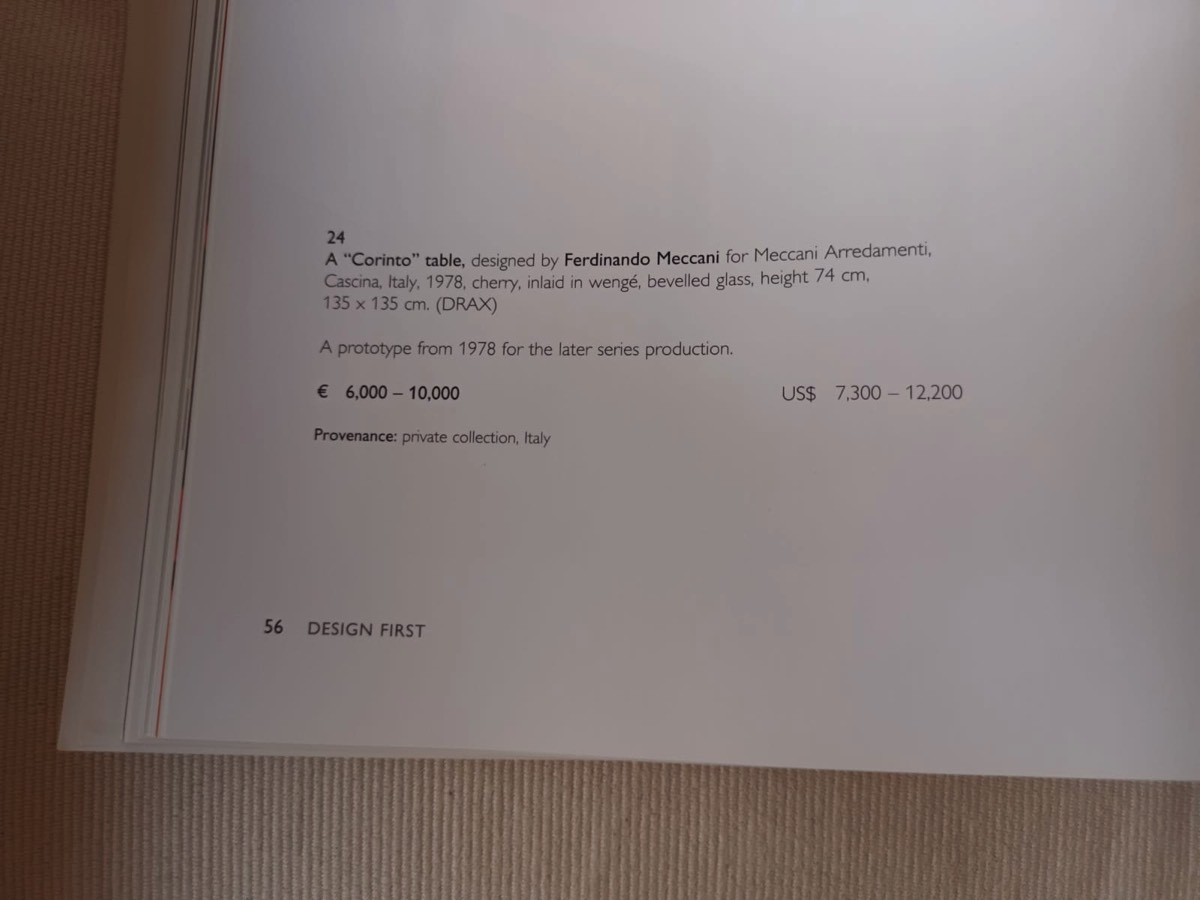 24
A “Corinto” table, designed by Ferdinando Meccani for Meccani Arredamenti,
Cascina, Italy, 1978, cherry, inlaid in wengé, bevelled glass, height 74 cm,
135 x 135 cm. (DRAX)
A prototype from 1978 for the later series production.
€ 6,000 – 10,000 US$ 7,300 – 12,200
Provenance: private collection, Italy
56 DESIGN FIRST